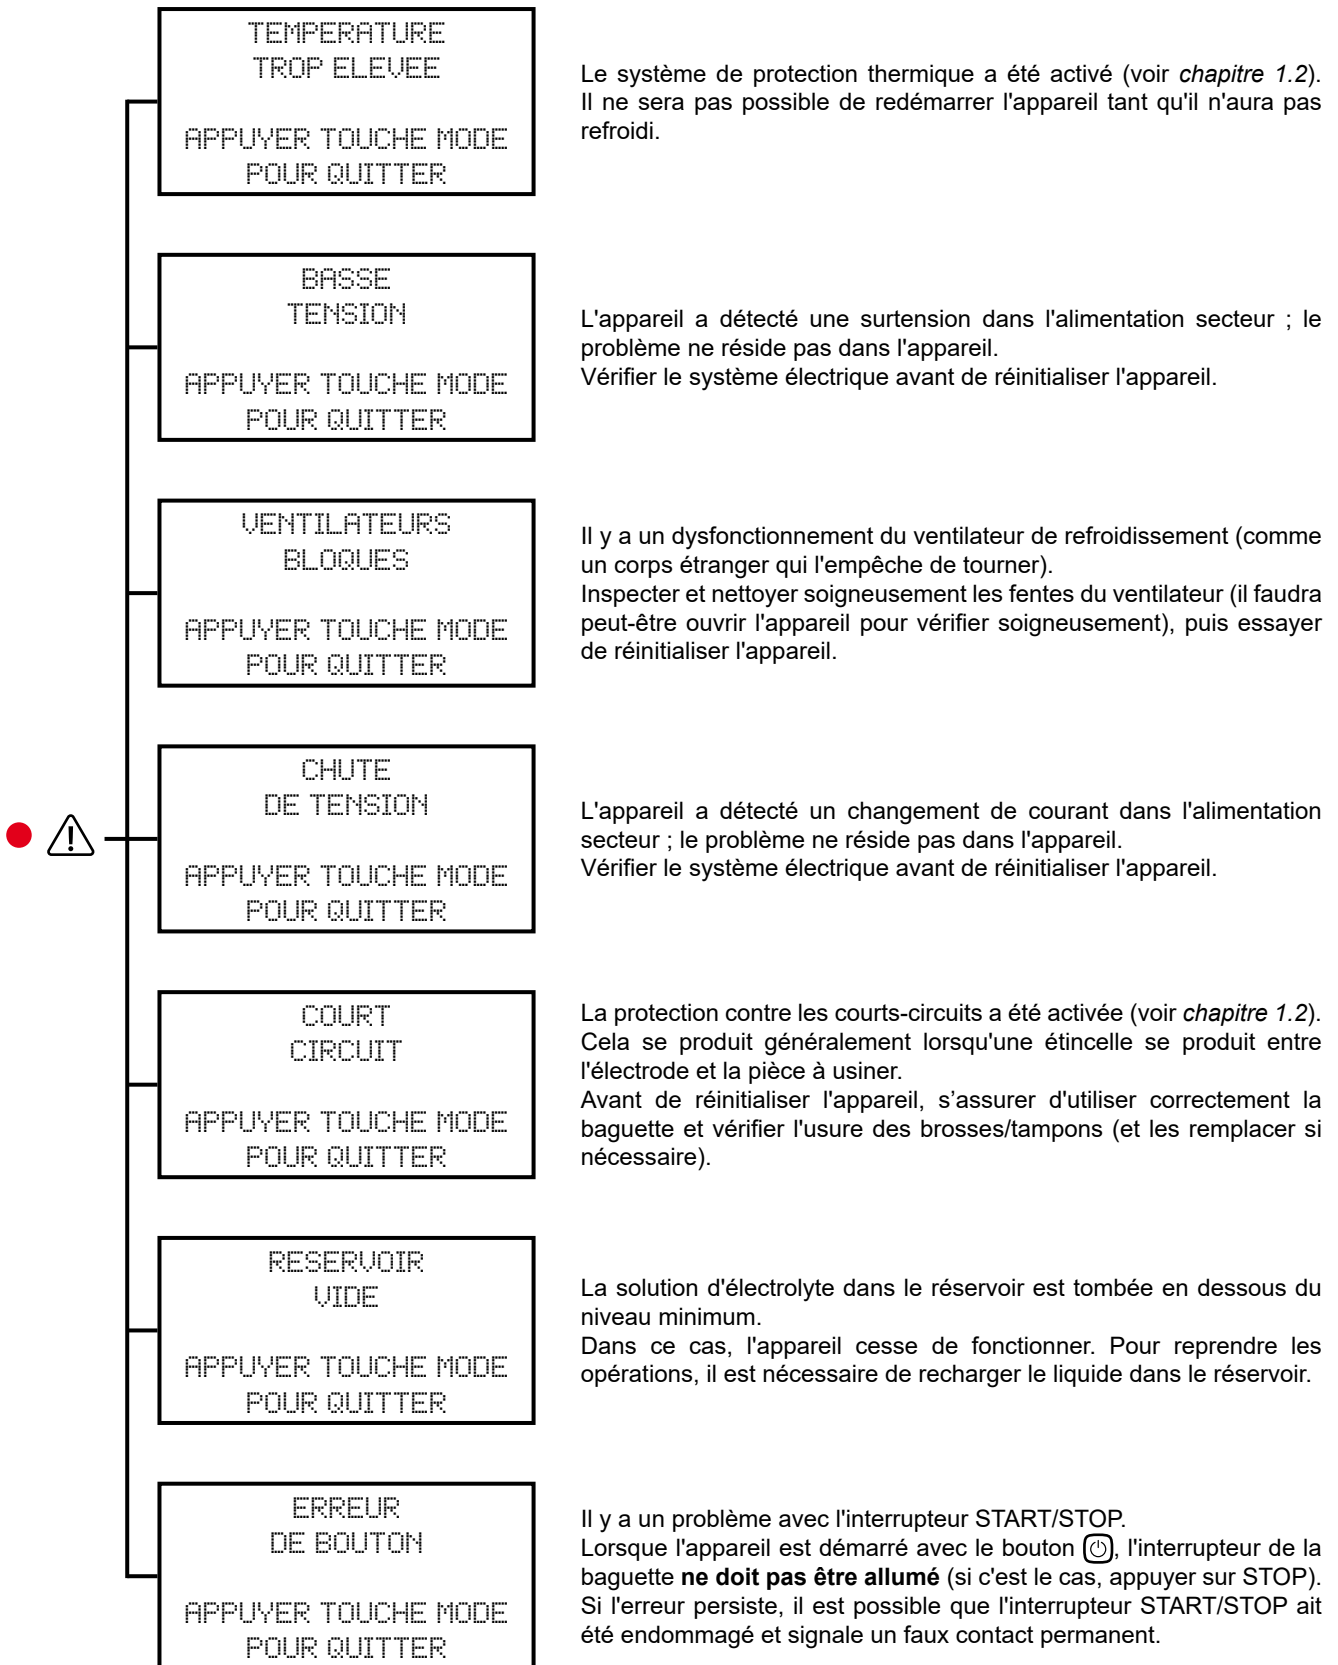 TEMPERATURE
TROP ELEVEE
APPUYER TOUCHE MODE
POUR QUITTER
Le système de protection thermique a été activé (voir chapitre 1.2).
Il ne sera pas possible de redémarrer l'appareil tant qu'il n'aura pas
refroidi.
BASSE
TENSION
APPUYER TOUCHE MODE
POUR QUITTER
L'appareil a détecté une surtension dans l'alimentation secteur ; le
problème ne réside pas dans l'appareil.
Vérifier le système électrique avant de réinitialiser l'appareil.
VENTILATEURS
BLOQUES
APPUYER TOUCHE MODE
POUR QUITTER
Il y a un dysfonctionnement du ventilateur de refroidissement (comme
un corps étranger qui l'empêche de tourner).
Inspecter et nettoyer soigneusement les fentes du ventilateur (il faudra
peut-être ouvrir l'appareil pour vérifier soigneusement), puis essayer
de réinitialiser l'appareil.
CHUTE
DE TENSION
APPUYER TOUCHE MODE
POUR QUITTER
L'appareil a détecté un changement de courant dans l'alimentation
secteur ; le problème ne réside pas dans l'appareil.
Vérifier le système électrique avant de réinitialiser l'appareil.
COURT
CIRCUIT
APPUYER TOUCHE MODE
POUR QUITTER
La protection contre les courts-circuits a été activée (voir chapitre 1.2).
Cela se produit généralement lorsqu'une étincelle se produit entre
l'électrode et la pièce à usiner.
Avant de réinitialiser l'appareil, s’assurer d'utiliser correctement la
baguette et vérifier l'usure des brosses/tampons (et les remplacer si
nécessaire).
RESERVOIR
VIDE
APPUYER TOUCHE MODE
POUR QUITTER
La solution d'électrolyte dans le réservoir est tombée en dessous du
niveau minimum.
Dans ce cas, l'appareil cesse de fonctionner. Pour reprendre les
opérations, il est nécessaire de recharger le liquide dans le réservoir.
ERREUR
DE BOUTON
APPUYER TOUCHE MODE
POUR QUITTER
Il y a un problème avec l'interrupteur START/STOP.
Lorsque l'appareil est démarré avec le bouton , l'interrupteur de la
baguette ne doit pas être allumé (si c'est le cas, appuyer sur STOP).
Si l'erreur persiste, il est possible que l'interrupteur START/STOP ait
été endommagé et signale un faux contact permanent.